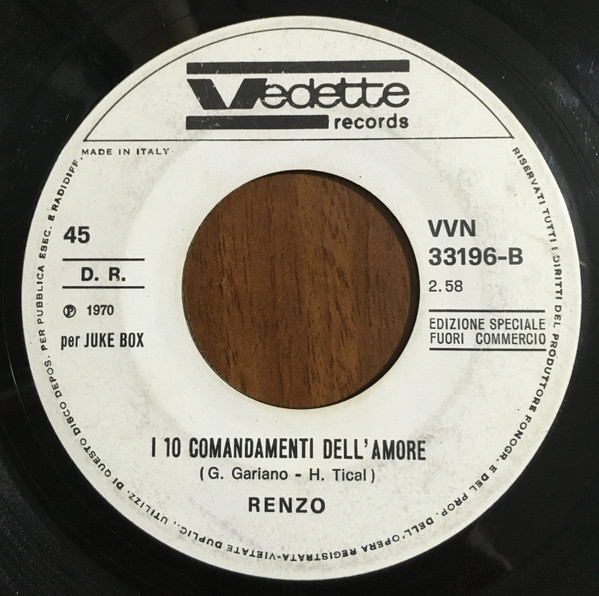 Vedette
records
MADE IN ITALY
45
D. R.
℗ 1970
per JUKE BOX
VVN
33196-B
2.58
EDIZIONE SPECIALE
FUORI COMMERCIO
I 10 COMANDAMENTI DELL'AMORE
(G. Gariano - H. Tical)
RENZO
RISERVATI TUTTI I DIRITTI DEL PRODUTTORE FONOGR. E DEL PROP. DELL'OPERA REGISTRATA-VIETATE DUPLIC., UTILIZZ. DI QUESTO DISCO DEPOS. PER PUBBLICA ESEC. E RADIDIFF.